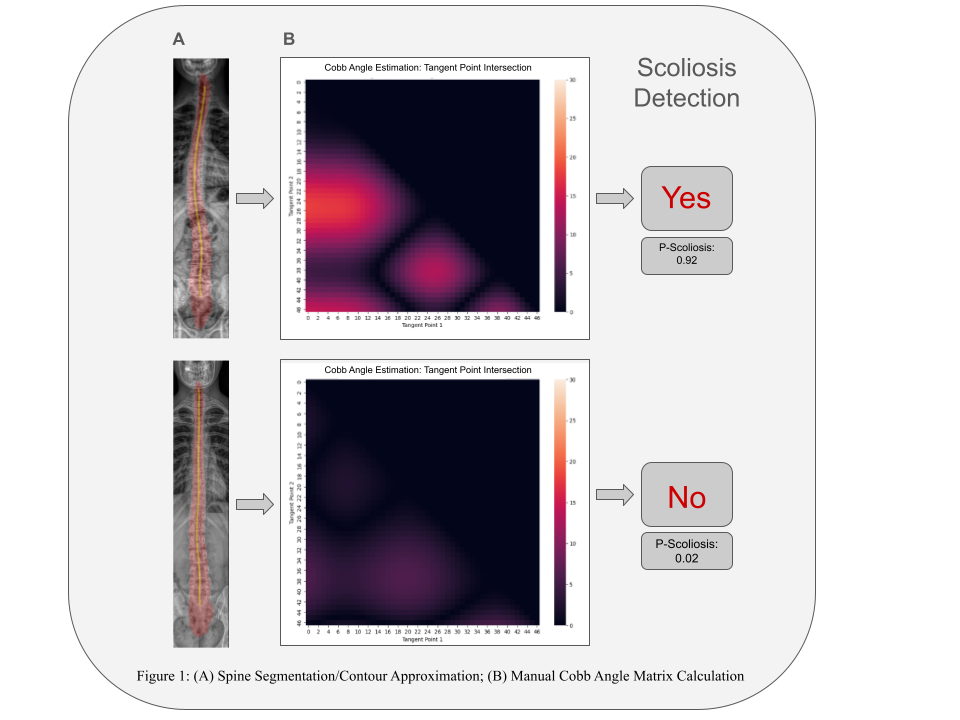 A
B
Cobb Angle Estimation: Tangent Point Intersection
Scoliosis
Detection
0 2 4 6 8 10 12 14 16 18 20 22 24 26 28 30 32 34 36 38 40 42 44 46
Tangent Point 2
30
25
20
15
10
5
0
0 2 4 6 8 10 12 14 16 18 20 22 24 26 28 30 32 34 36 38 40 42 44 46
Tangent Point 1
Yes
P-Scoliosis:
0.92
Cobb Angle Estimation: Tangent Point Intersection
0 2 4 6 8 10 12 14 16 18 20 22 24 26 28 30 32 34 36 38 40 42 44 46
Tangent Point 2
30
25
20
15
10
5
0
0 2 4 6 8 10 12 14 16 18 20 22 24 26 28 30 32 34 36 38 40 42 44 46
Tangent Point 1
No
P-Scoliosis:
0.02
Figure 1: (A) Spine Segmentation/Contour Approximation; (B) Manual Cobb Angle Matrix Calculation